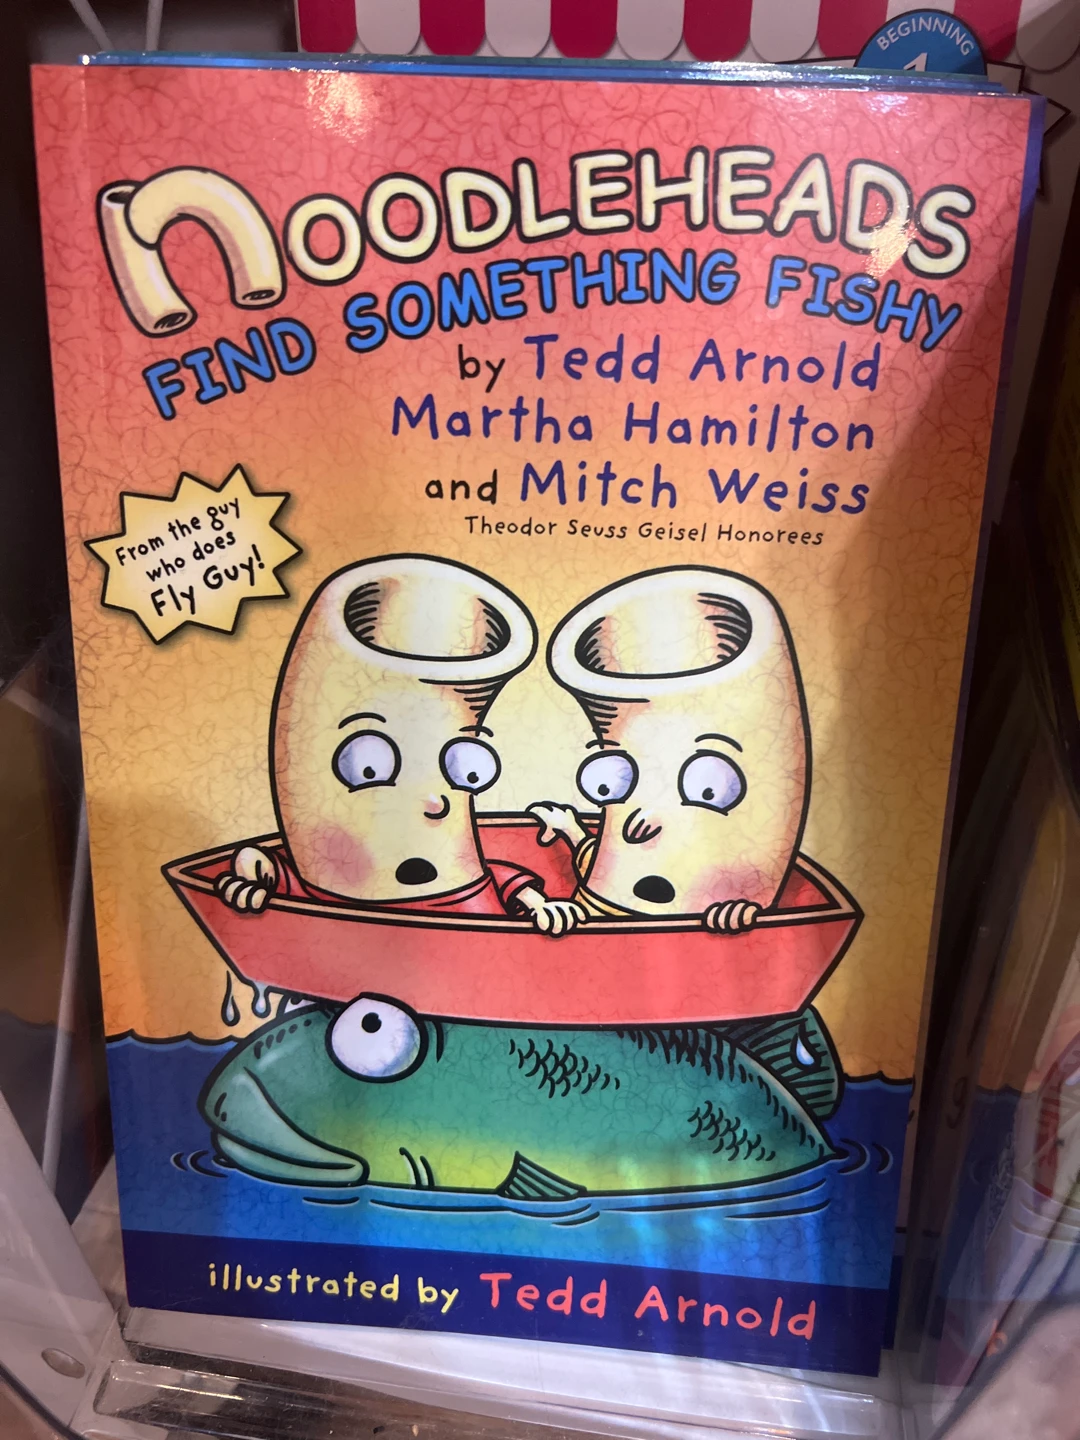 BEGINNING
1
NOODLEHEADS
FIND SOMETHING FISHY
by Tedd Arnold
Martha Hamilton
and Mitch Weiss
Theodor Seuss Geisel Honorees
From the guy
who does
Fly Guy!
illustrated by Tedd Arnold